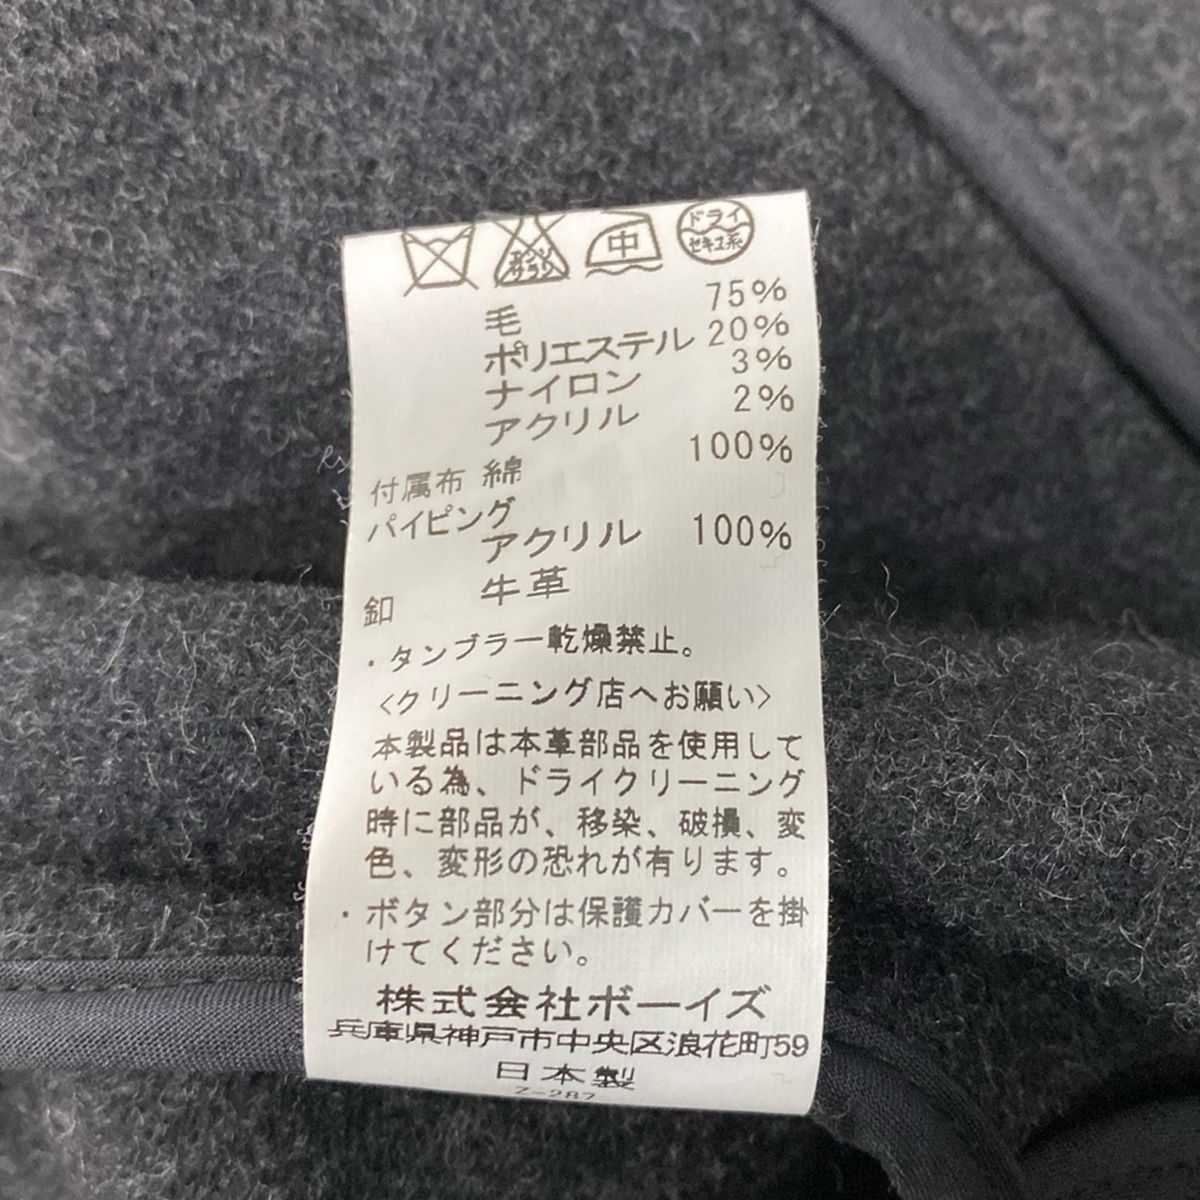 中 ドライ
エンソ サラシ セキユ系
毛 75%
ポリエステル 20%
ナイロン 3%
アクリル 2%
付属布 綿 100%
パイピング
アクリル 100%
釦 牛革
・タンブラー乾燥禁止。
<クリーニング店へお願い>
本製品は本革部品を使用して
いる為、ドライクリーニング
時に部品が、移染、破損、変
色、変形の恐れが有ります。
・ボタン部分は保護カバーを掛
けてください。
株式会社ボーイズ
兵庫県神戸市中央区浪花町59
日本製
Z-287